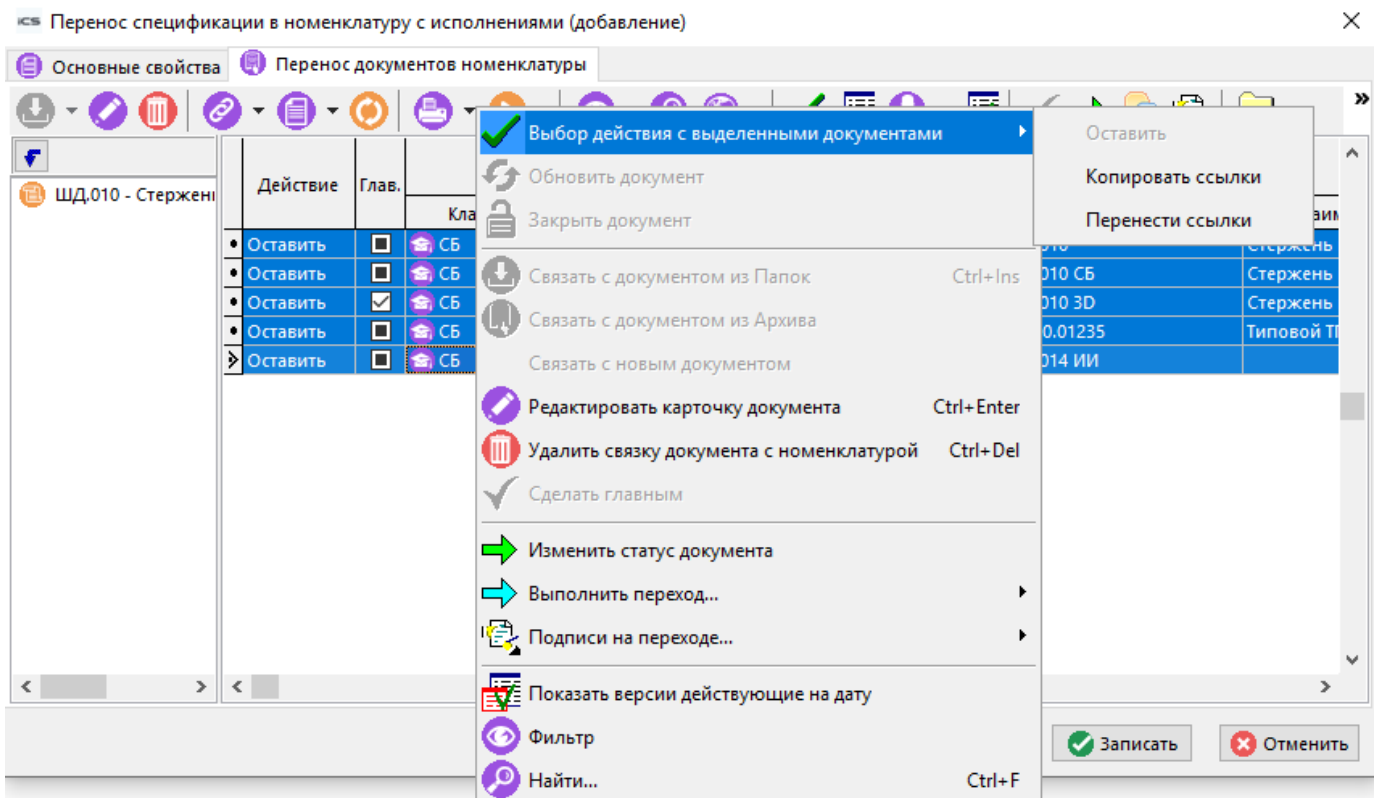 iCS Перенос спецификации в номенклатуру с исполнениями (добавление)
Основные свойства
Перенос документов номенклатуры
ШД.010 - Стержень
Действие
Глав.
Оставить СБ
Оставить СБ 010 СБ Стержень
Оставить СБ 010 3D Стержень
Оставить СБ 0.01235 Типовой
Оставить СБ 014 ИИ
Выбор действия с выделенными документами
Обновить документ
Закрыть документ
Связать с документом из Папок Ctrl+Ins
Связать с документом из Архива
Связать с новым документом
Редактировать карточку документа Ctrl+Enter
Удалить связку документа с номенклатурой Ctrl+Del
Сделать главным
Изменить статус документа
Выполнить переход...
Подписи на переходе...
Показать версии действующие на дату
Фильтр
Найти... Ctrl+F
Оставить
Копировать ссылки
Перенести ссылки
Записать
Отменить